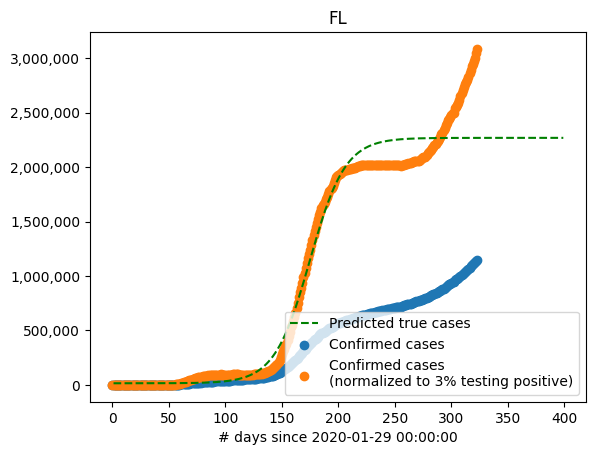 FL
3,000,000
2,500,000
2,000,000
1,500,000
1,000,000
500,000
0
Predicted true cases
Confirmed cases
Confirmed cases
(normalized to 3% testing positive)
0 50 100 150 200 250 300 350 400
# days since 2020-01-29 00:00:00